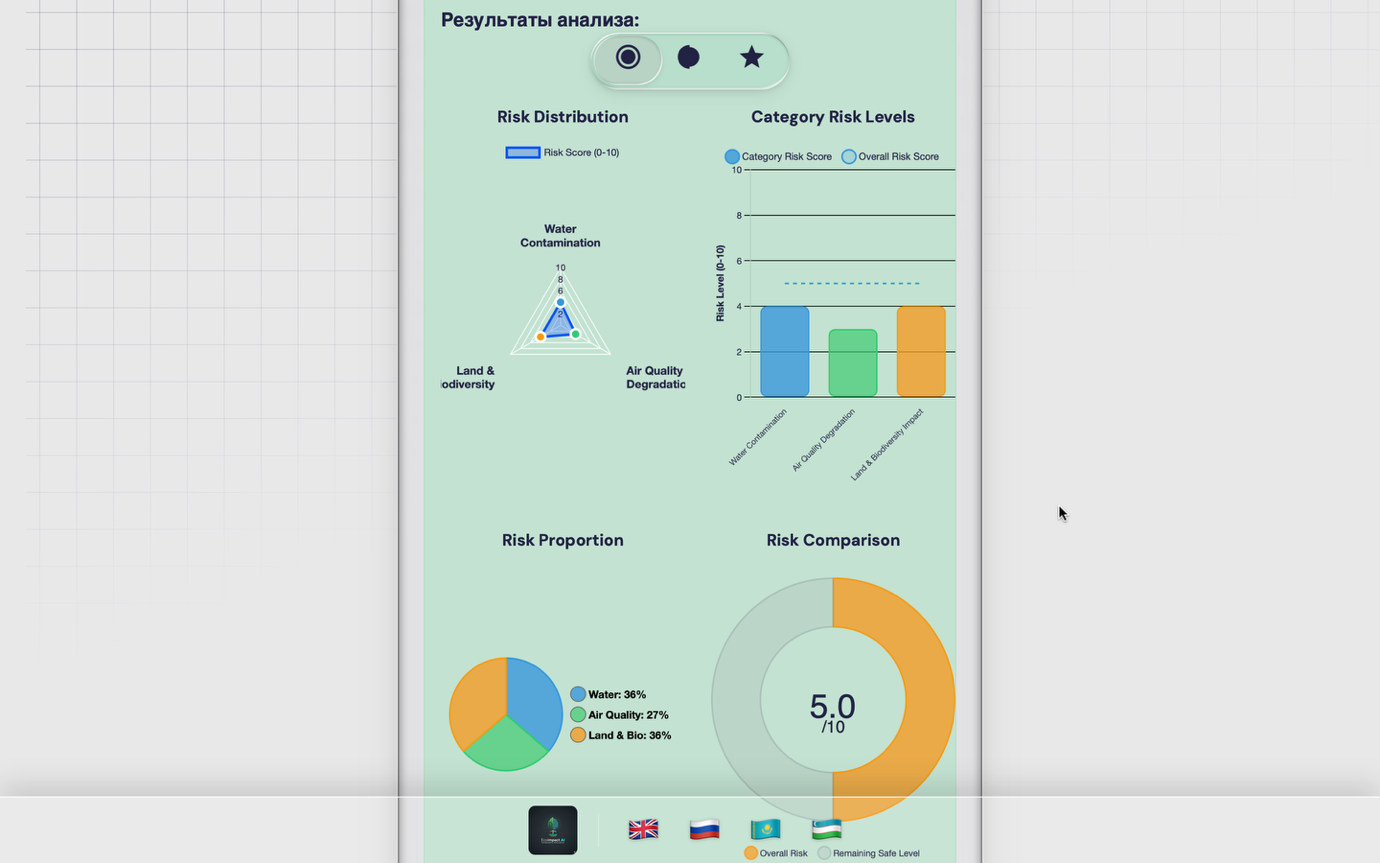 Результаты анализа:
Risk Distribution
Risk Score (0-10)
Water
Contamination
10
8
6
2
Land &
odiversity
Air Quality
Degradatio
Category Risk Levels
Category Risk Score
Overall Risk Score
Risk Level (0-10)
10
8
6
4
2
0
Water Contamination
Air Quality Degradation
Land & Biodiversity Impact
Risk Proportion
Water: 36%
Air Quality: 27%
Land & Bio: 36%
Risk Comparison
5.0
/10
Overall Risk
Remaining Safe Level